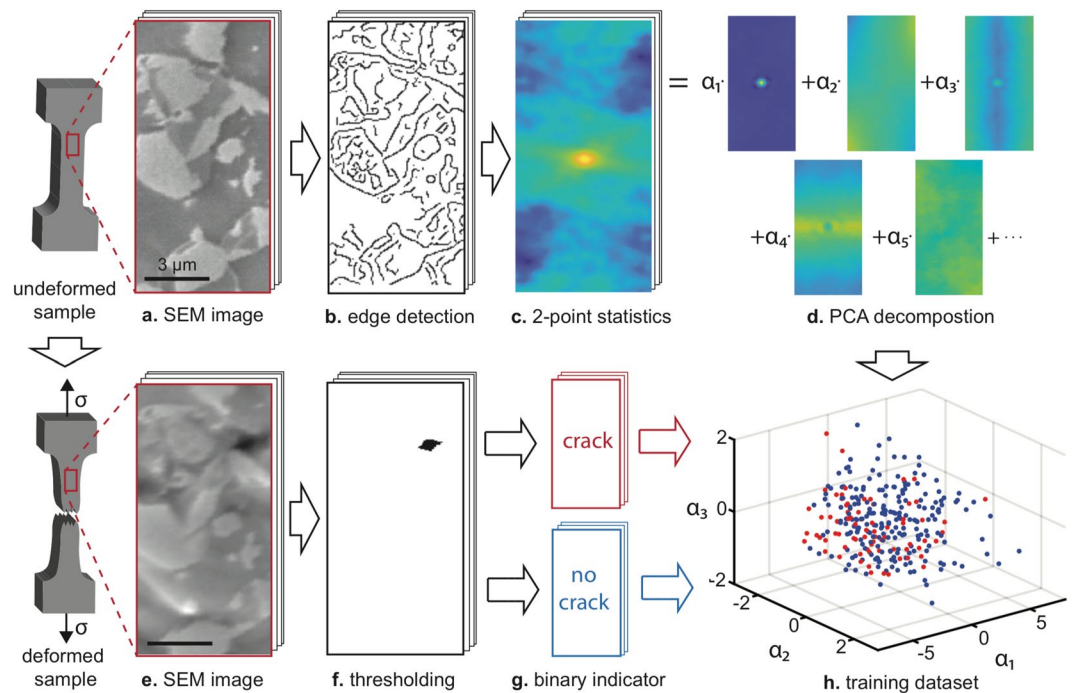 undeformed
sample
3 μm
a. SEM image
b. edge detection
c. 2-point statistics
= α₁· +α₂· +α₃·
+α₄· +α₅· + ···
d. PCA decompostion
σ
σ
deformed
sample
e. SEM image
f. thresholding
crack
no
crack
g. binary indicator
2
0
-2
α₃
-2
0
2
α₂
-5
0
5
α₁
h. training dataset